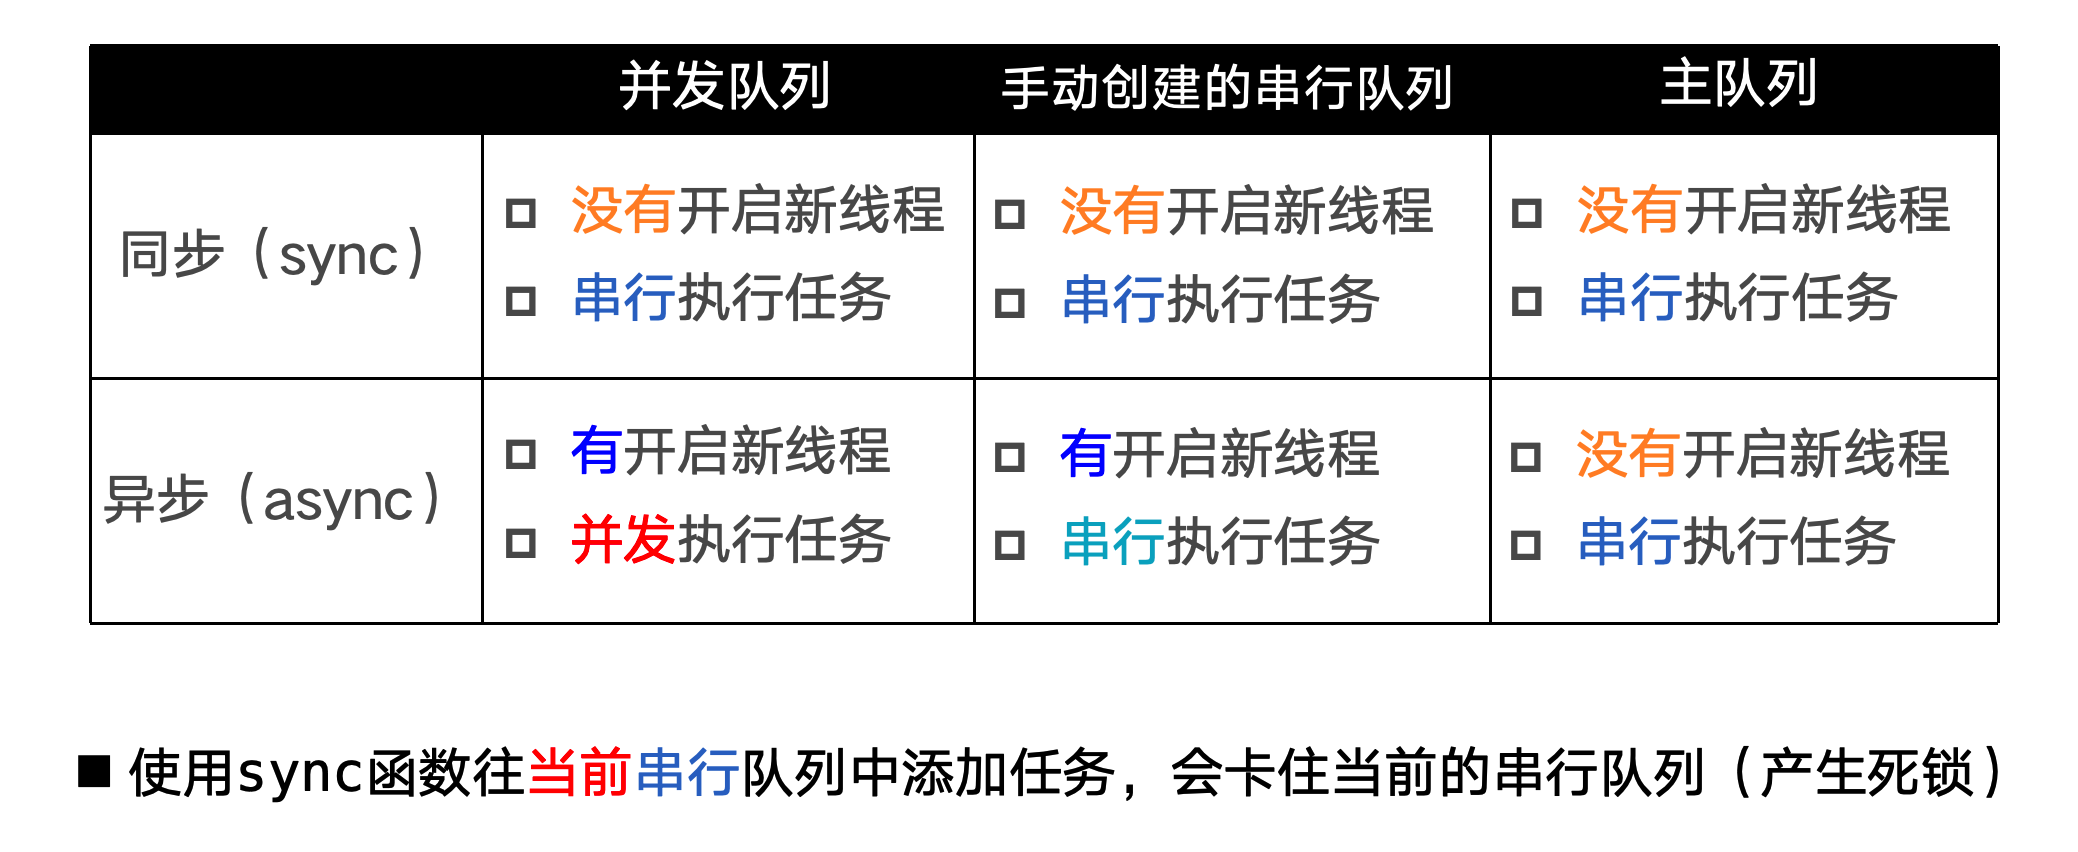 并发队列 手动创建的串行队列 主队列
同步（sync） 没有开启新线程 没有开启新线程 没有开启新线程
串行执行任务 串行执行任务 串行执行任务
异步（async） 有开启新线程 有开启新线程 没有开启新线程
并发执行任务 串行执行任务 串行执行任务
使用sync函数往当前串行队列中添加任务，会卡住当前的串行队列（产生死锁）